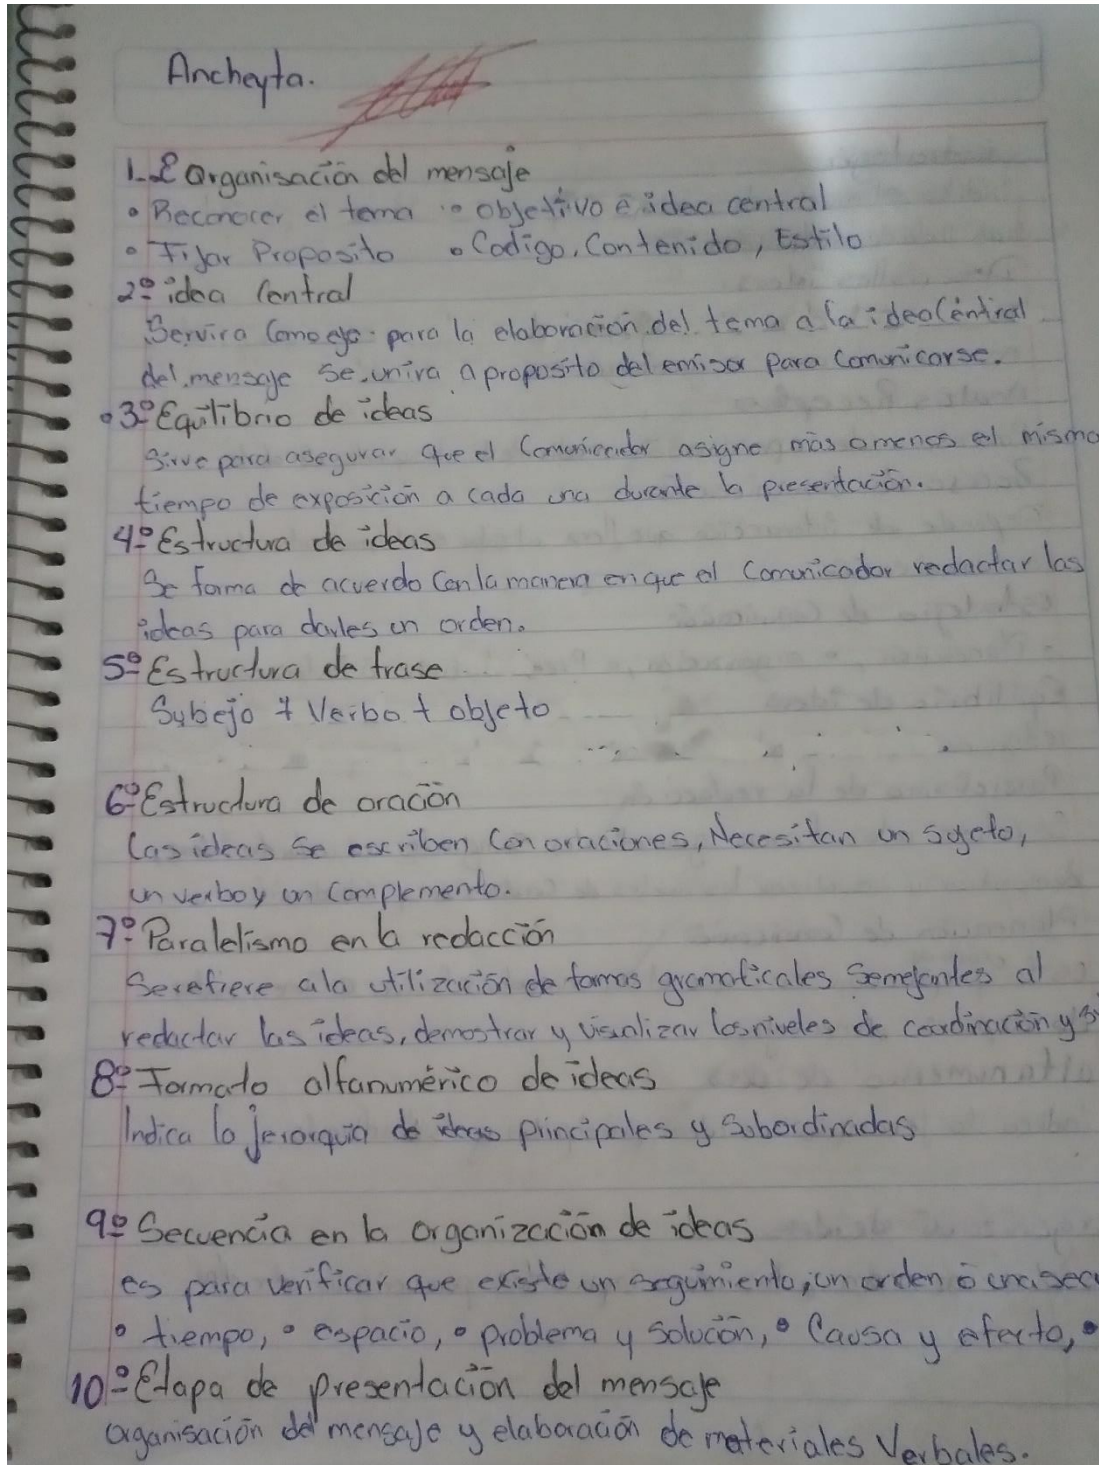 Ancheyta.
1-º Organisación del mensaje
• Reconocer el tema • objetivo e idea central
• Fijar Proposito • Codigo, Contenido, Estilo
2º idea Central
Servira Como eje para la elaboración del tema a la idea Central
del mensaje se unira a proposito del emisor para Comunicarse.
• 3º Equilibrio de ideas
Sirve para asegurar que el Comunicador asigne más o menos el mismo
tiempo de exposición a cada una durante la presentación.
4º Estructura de ideas
Se forma de acuerdo Con la manera en que el Comunicador redactar las
ideas para darles un orden.
5º Estructura de frase
Subejo + Verbo + objeto
6º Estructura de oración
Las ideas se escriben Con oraciones, Necesitan un sujeto,
un verbo y un Complemento.
7º Paralelismo en la redacción
Se refiere a la utilización de formas gramaticales Semejantes al
redactar las ideas, demostrar y visualizar los niveles de coordinación y
8º Formato alfanumérico de ideas
Indica la jerarquia de ideas principales y Subordinadas
9º Secuencia en la organización de ideas
es para verificar que existe un seguimiento, un orden o una sec
• tiempo, • espacio, • problema y solución, • Causa y efecto, •
10º Etapa de presentación del mensaje
organisación del mensaje y elaboración de materiales Verbales.